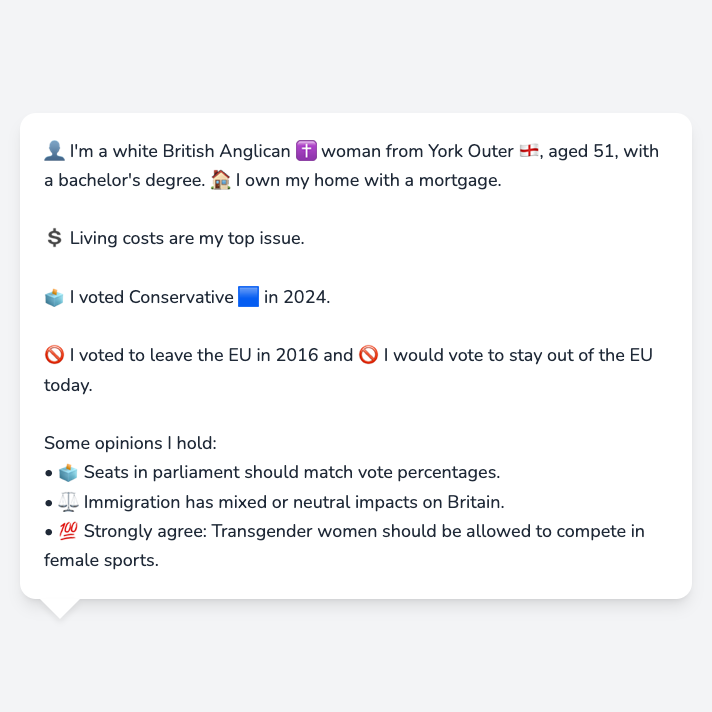 👤 I'm a white British Anglican ✝️ woman from York Outer 🏴󠁧󠁢󠁥󠁮󠁧󠁿, aged 51, with
a bachelor's degree. 🏠 I own my home with a mortgage.
💲 Living costs are my top issue.
🗳️ I voted Conservative 🟦 in 2024.
🚫 I voted to leave the EU in 2016 and 🚫 I would vote to stay out of the EU
today.
Some opinions I hold:
• 🗳️ Seats in parliament should match vote percentages.
• ⚖️ Immigration has mixed or neutral impacts on Britain.
• 💯 Strongly agree: Transgender women should be allowed to compete in
female sports.